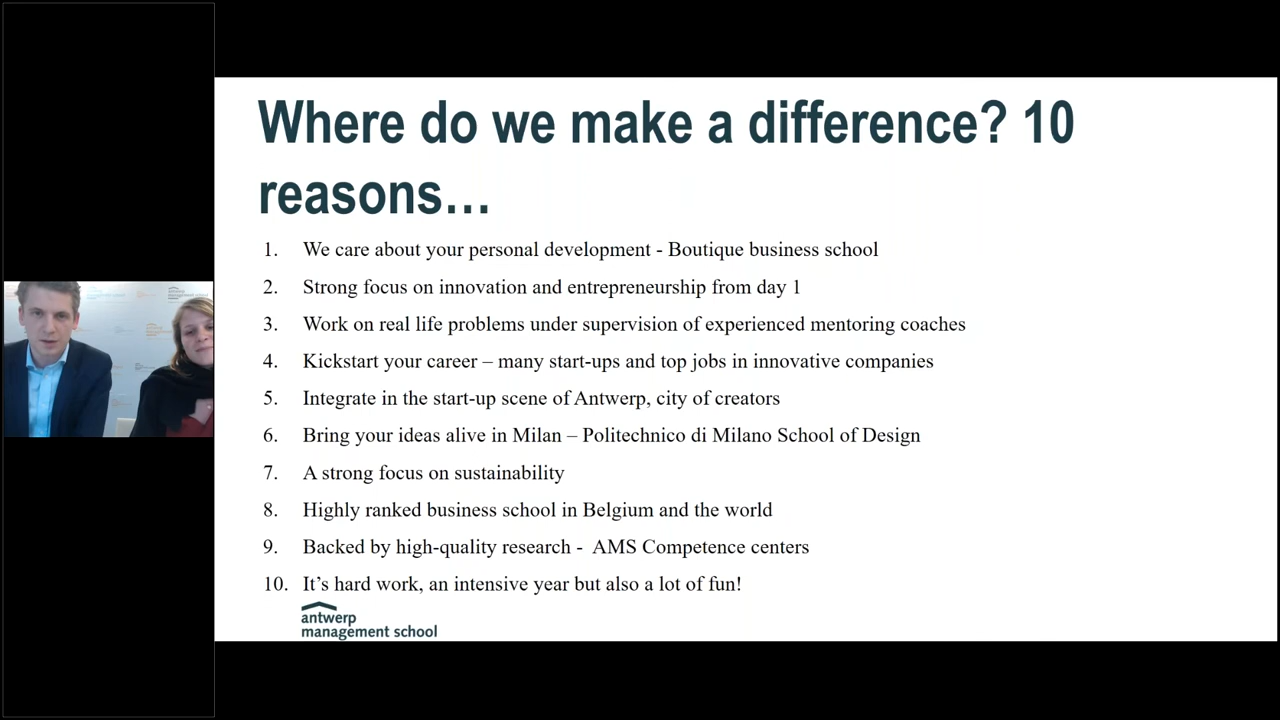 Where do we make a difference? 10
reasons…
1. We care about your personal development - Boutique business school
2. Strong focus on innovation and entrepreneurship from day 1
3. Work on real life problems under supervision of experienced mentoring coaches
4. Kickstart your career – many start-ups and top jobs in innovative companies
5. Integrate in the start-up scene of Antwerp, city of creators
6. Bring your ideas alive in Milan – Politechnico di Milano School of Design
7. A strong focus on sustainability
8. Highly ranked business school in Belgium and the world
9. Backed by high-quality research -  AMS Competence centers
10. It’s hard work, an intensive year but also a lot of fun!
antwerp
management school